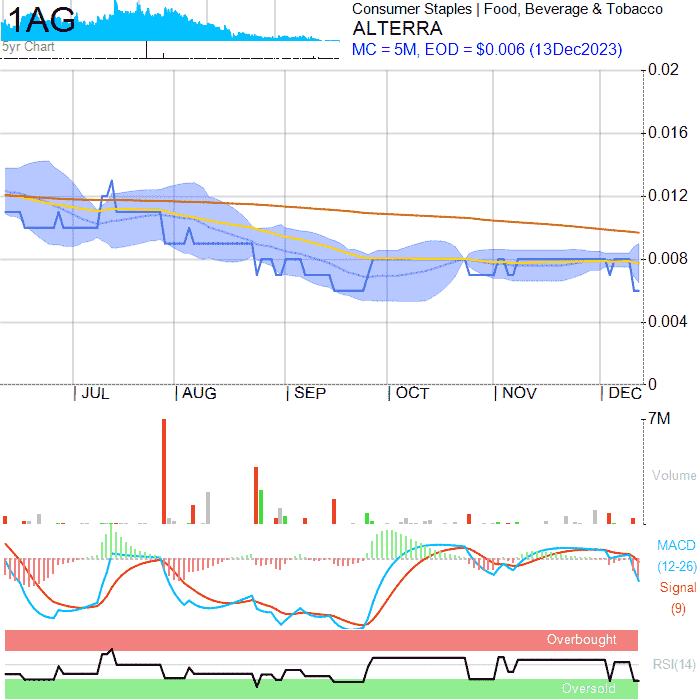 1AG
5yr Chart
Consumer Staples | Food, Beverage & Tobacco
ALTERRA
MC = 5M, EOD = $0.006 (13Dec2023)
0.02
0.016
0.012
0.008
0.004
0
JUL AUG SEP OCT NOV DEC
7M
Volume
MACD
(12-26)
Signal
(9)
Overbought
RSI(14)
Oversold